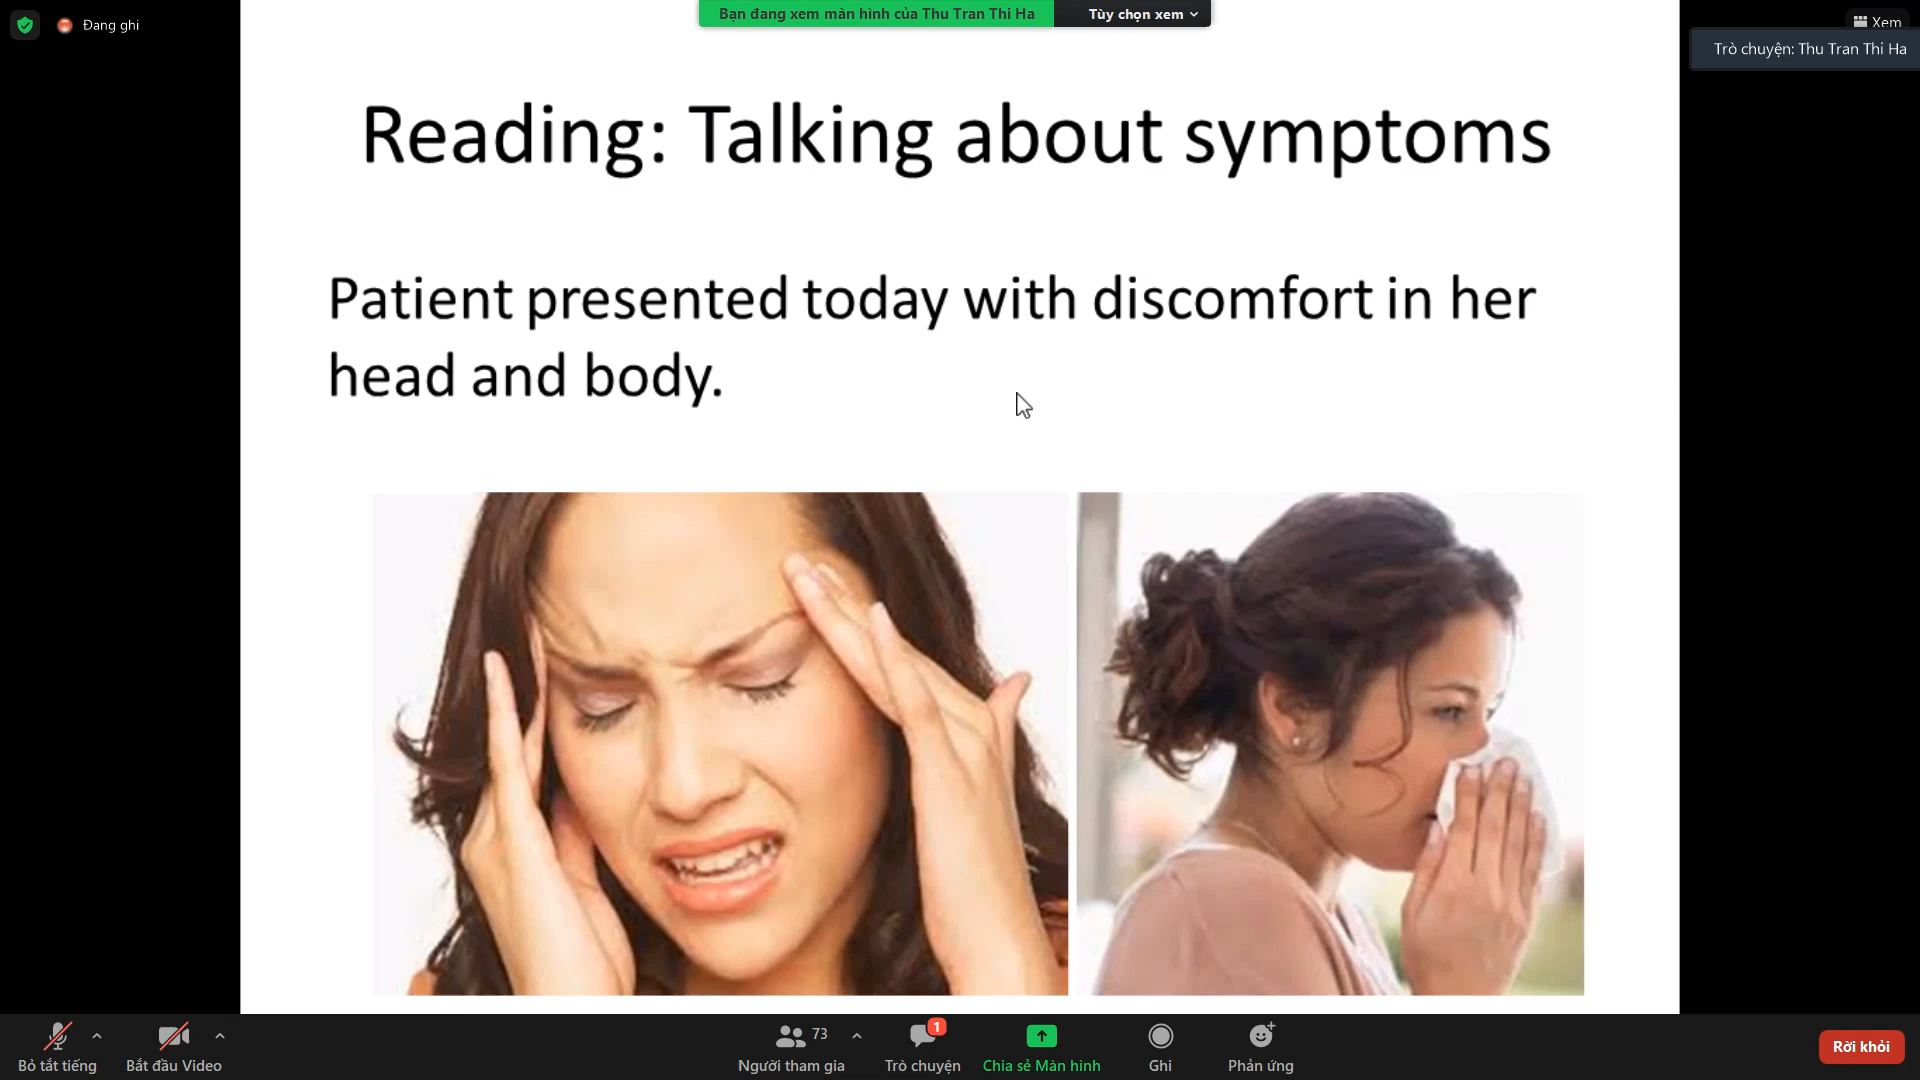 Bạn đang xem màn hình của Thu Tran Thi Ha
Tùy chọn xem
Đang ghi
Xem
Trò chuyện: Thu Tran Thi Ha
Reading: Talking about symptoms
Patient presented today with discomfort in her
head and body.
73
1
Bỏ tắt tiếng
Bắt đầu Video
Người tham gia
Trò chuyện
Chia sẻ Màn hình
Ghi
Phản ứng
Rời khỏi